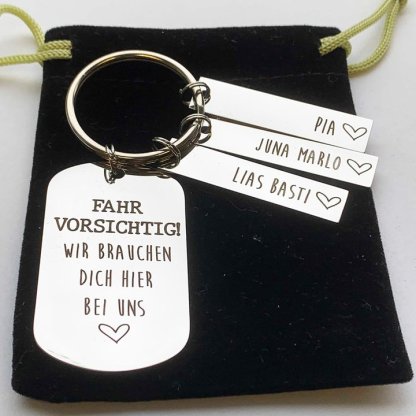 FAHR
VORSICHTIG!
WIR BRAUCHEN
DICH HIER
BEI UNS
PIA
JUNA MARLO
LIAS BASTI